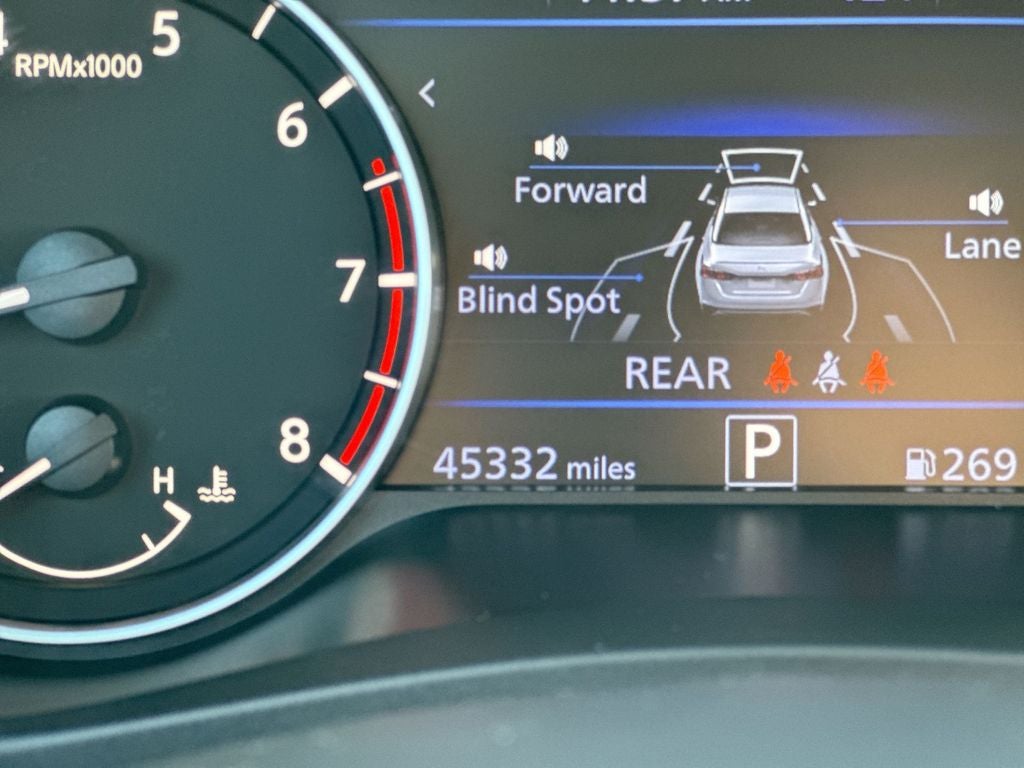 5
RPMx1000
6
7
8
H
Forward
Lane
Blind Spot
REAR
45332 miles
P
269